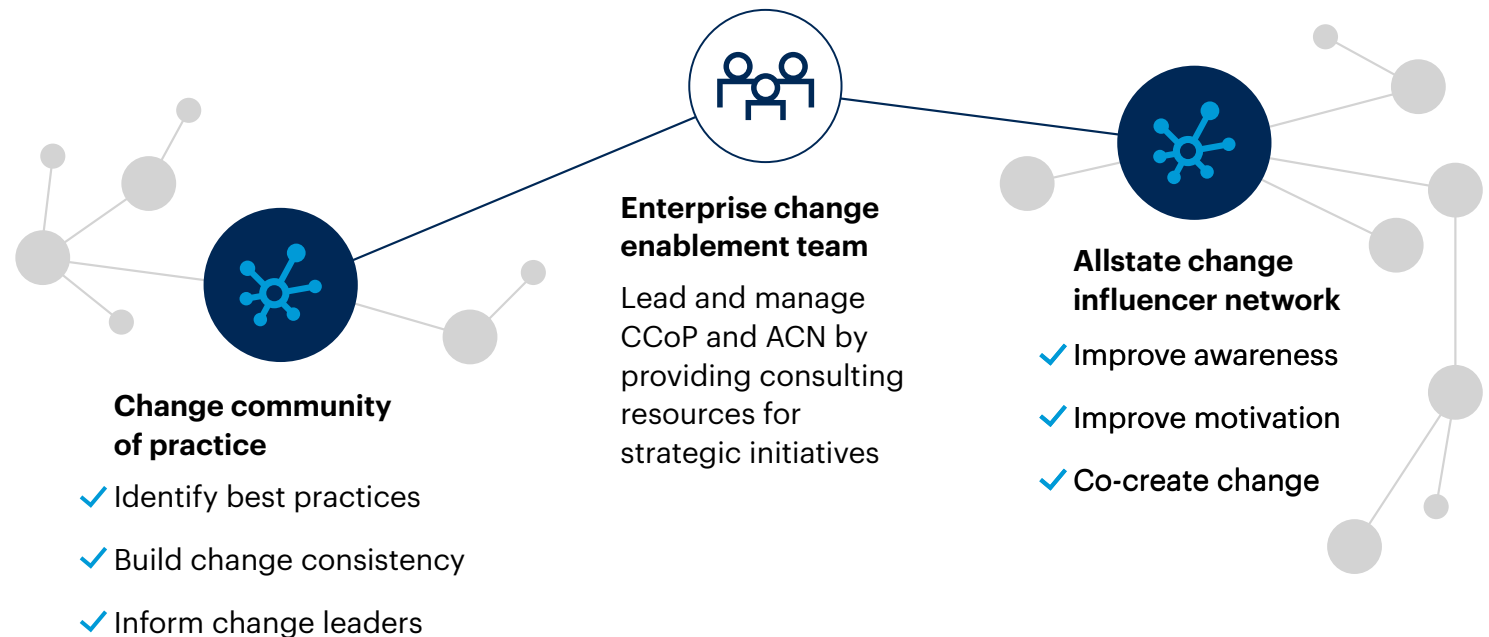 Change community
of practice
Identify best practices
Build change consistency
Inform change leaders
Enterprise change
enablement team
Lead and manage
CCoP and ACN by
providing consulting
resources for
strategic initiatives
Allstate change
influencer network
Improve awareness
Improve motivation
Co-create change